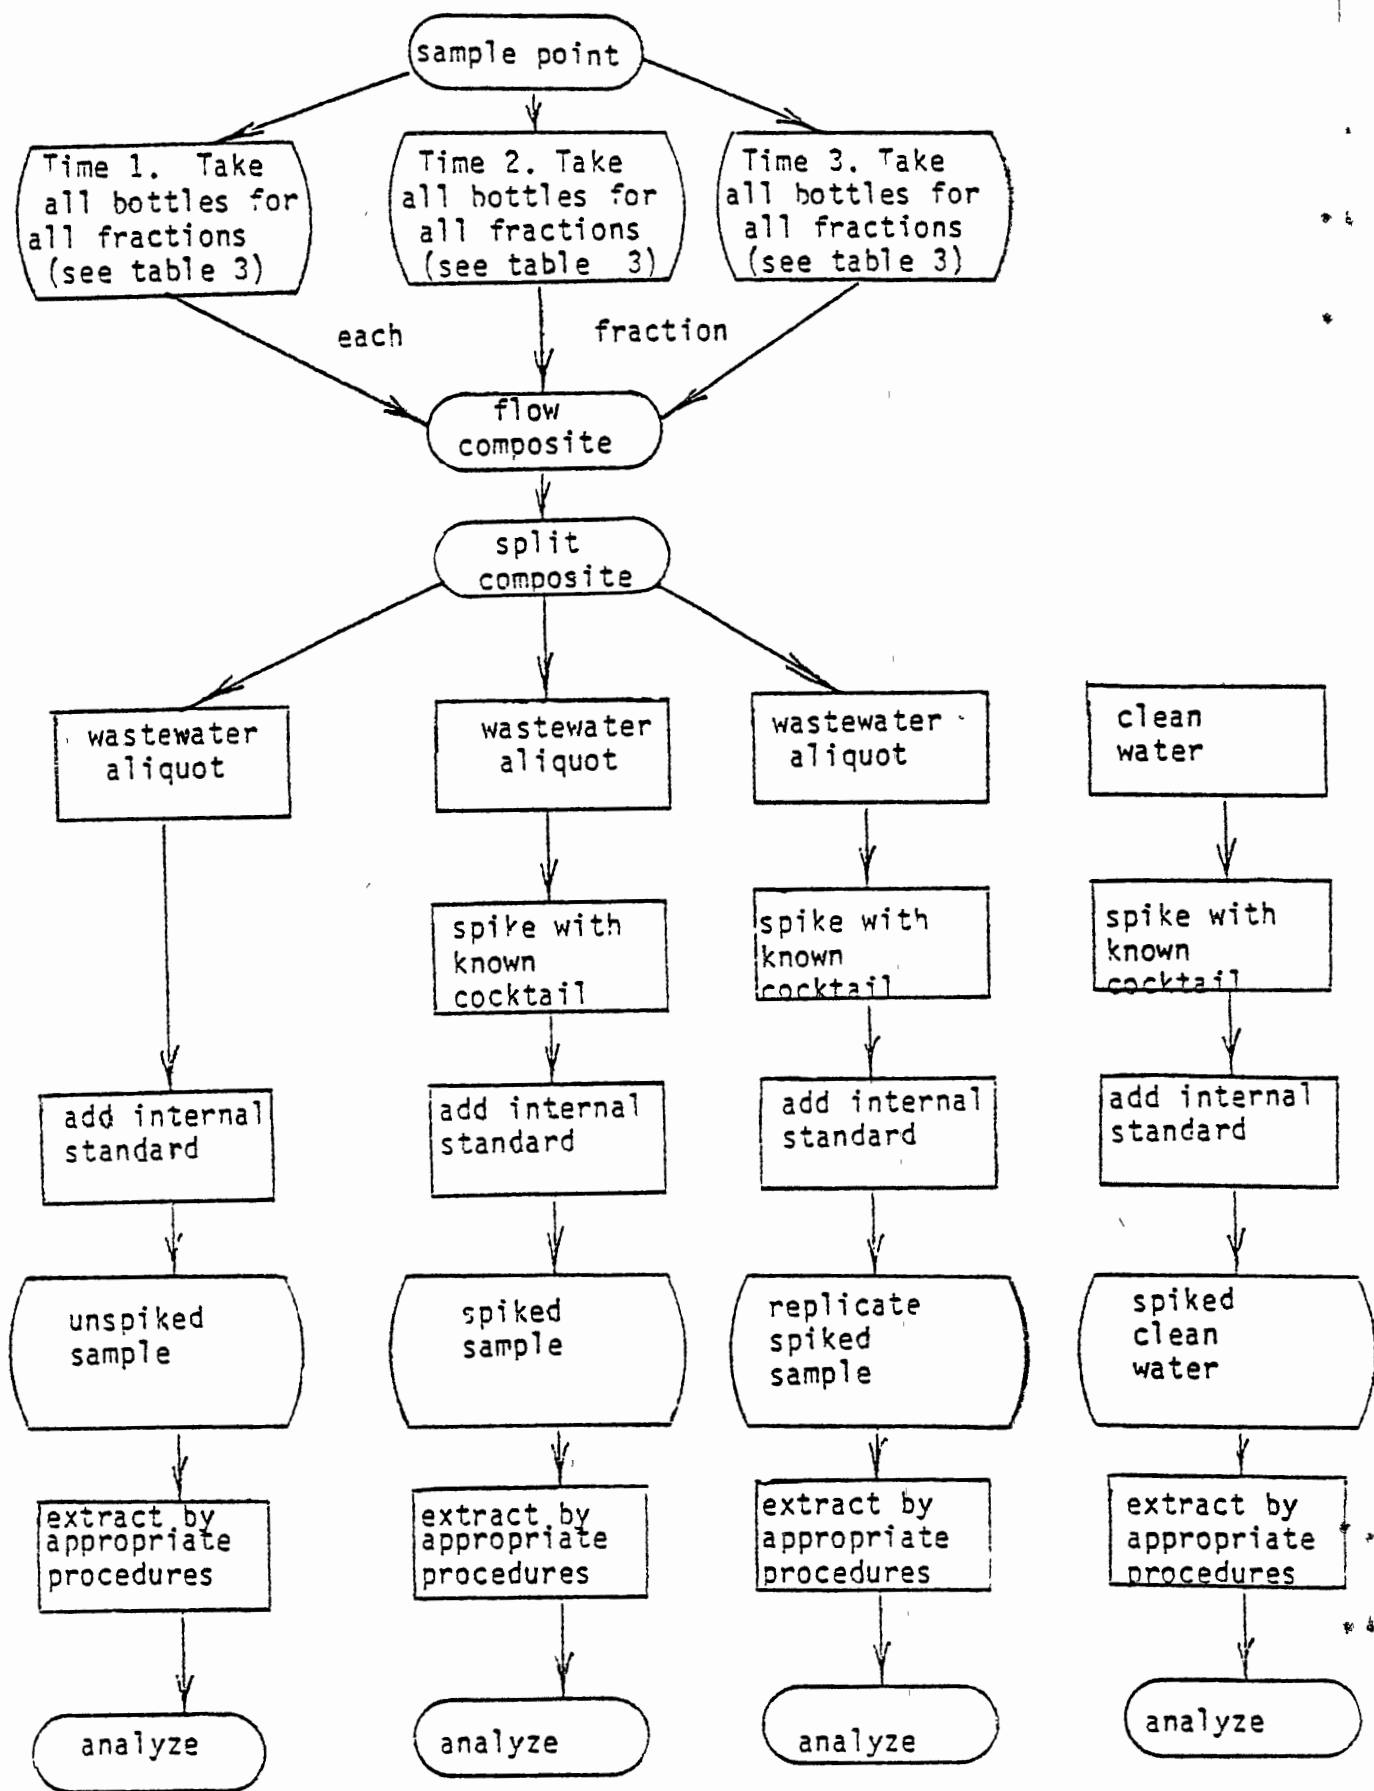 sample point
Time 1. Take
all bottles for
all fractions
(see table 3)
Time 2. Take
all bottles for
all fractions
(see table 3)
Time 3. Take
all bottles for
all fractions
(see table 3)
each
fraction
flow
composite
split
composite
wastewater
aliquot
wastewater
aliquot
wastewater
aliquot
clean
water
spike with
known
cocktail
spike with
known
cocktail
spike with
known
cocktail
add internal
standard
add internal
standard
add internal
standard
add internal
standard
unspiked
sample
spiked
sample
replicate
spiked
sample
spiked
clean
water
extract by
appropriate
procedures
extract by
appropriate
procedures
extract by
appropriate
procedures
extract by
appropriate
procedures
analyze
analyze
analyze
analyze